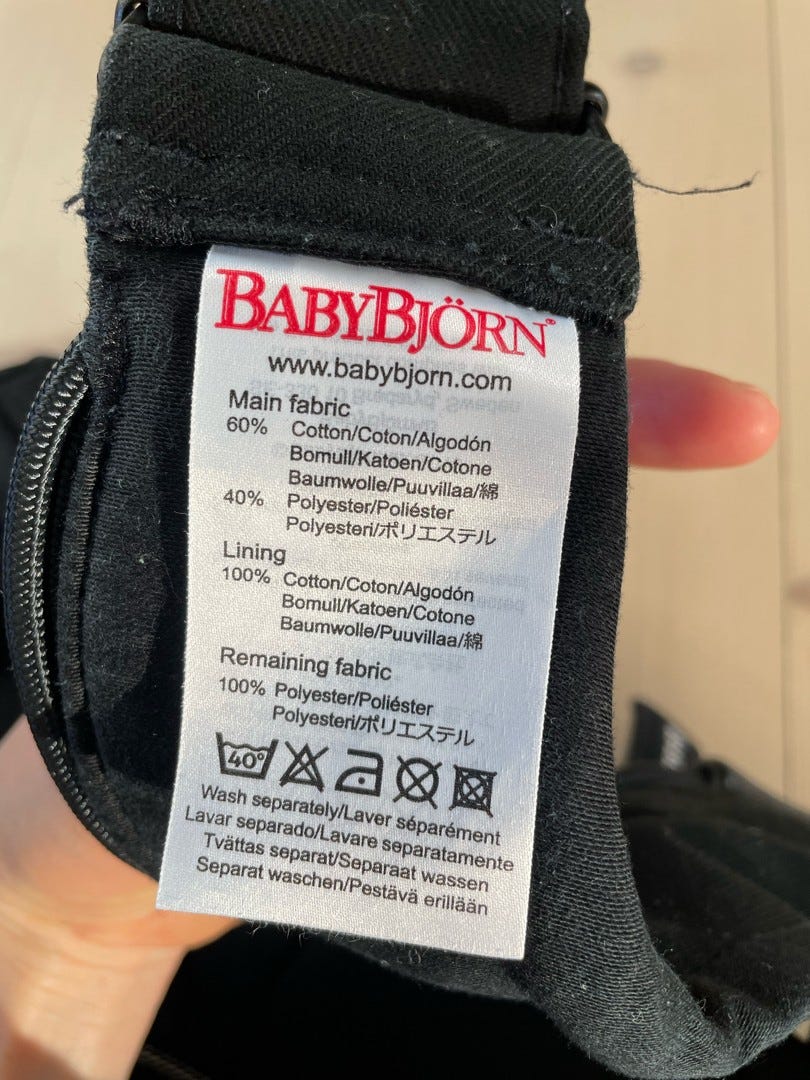 BABYBJÖRN®
www.babybjorn.com
Main fabric
60% Cotton/Coton/Algodón
Bomull/Katoen/Cotone
Baumwolle/Puuvillaa/綿
40% Polyester/Poliéster
Polyesteri/ポリエステル
Lining
100% Cotton/Coton/Algodón
Bomull/Katoen/Cotone
Baumwolle/Puuvillaa/綿
Remaining fabric
100% Polyester/Poliéster
Polyesteri/ポリエステル
40°
Wash separately/Laver séparément
Lavar separado/Lavare separatamente
Tvättas separat/Separaat wassen
Separat waschen/Pestävä erillään